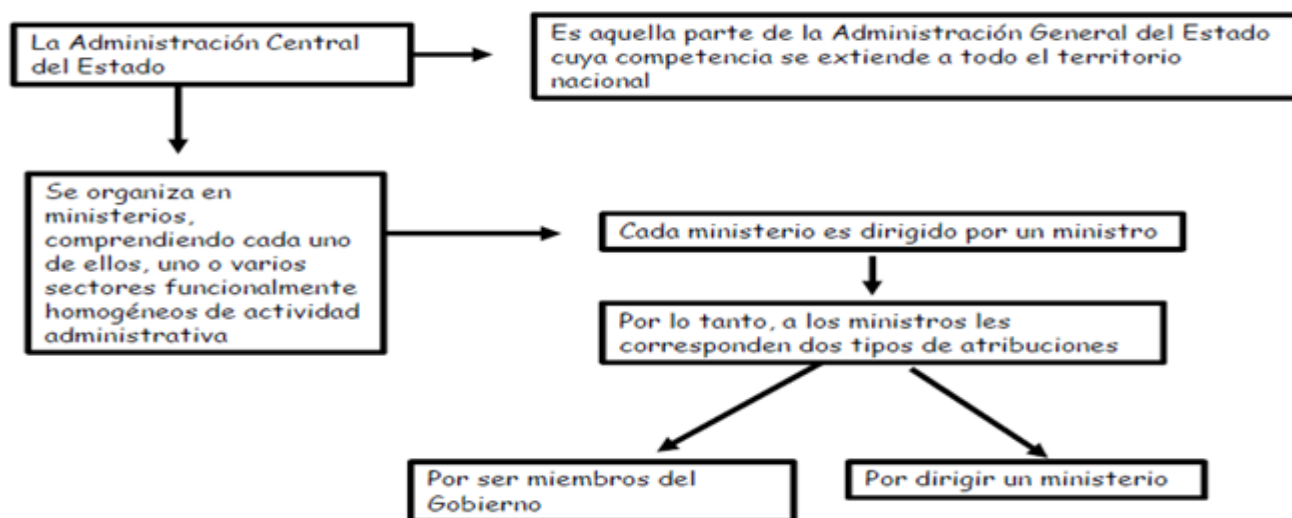 La Administración Central
del Estado
Es aquella parte de la Administración General del Estado
cuya competencia se extiende a todo el territorio
nacional
Se organiza en
ministerios,
comprendiendo cada uno
de ellos, uno o varios
sectores funcionalmente
homogéneos de actividad
administrativa
Cada ministerio es dirigido por un ministro
Por lo tanto, a los ministros les
corresponden dos tipos de atribuciones
Por ser miembros del
Gobierno
Por dirigir un ministerio